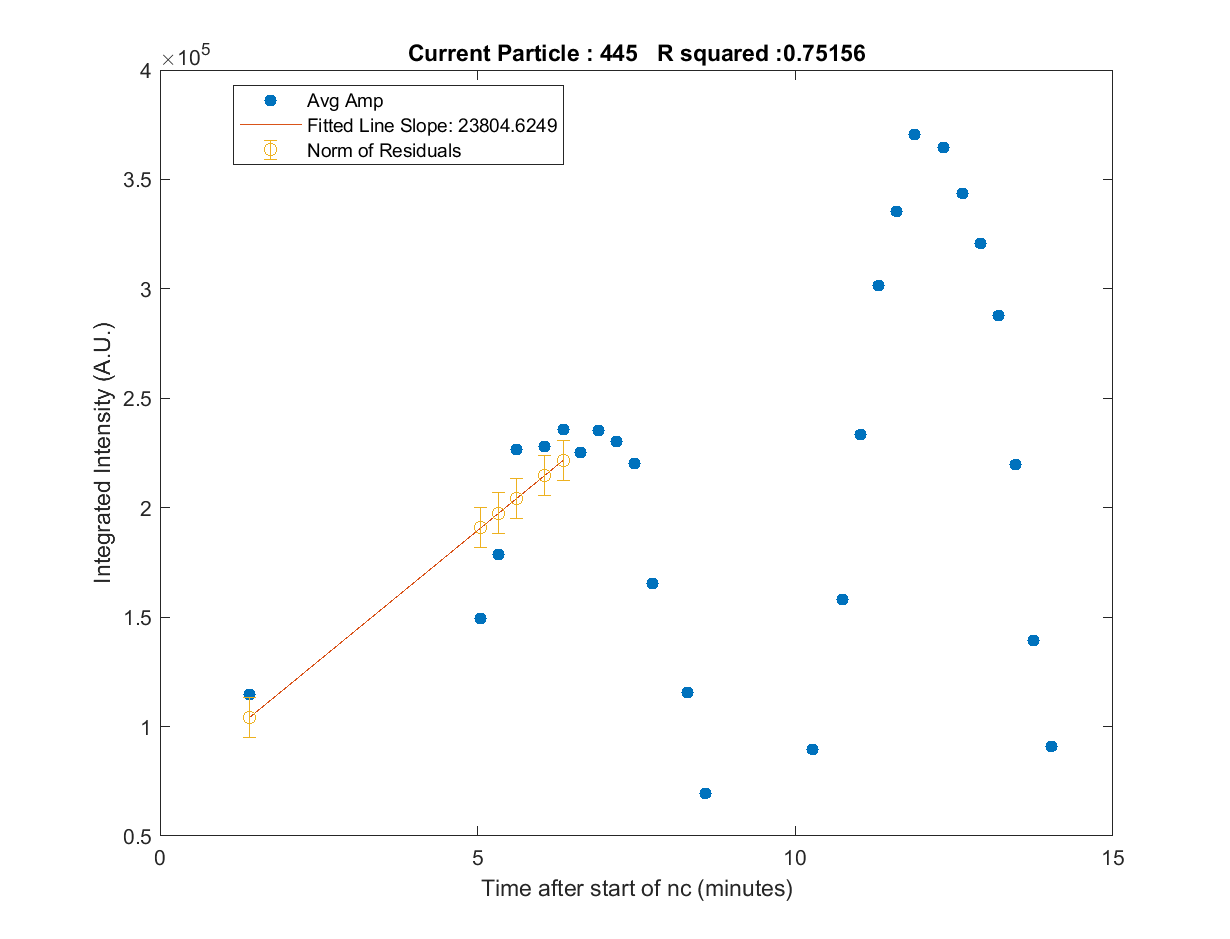 Current Particle : 445   R squared :0.75156
×10^5
Avg Amp
Fitted Line Slope: 23804.6249
Norm of Residuals
4
3.5
3
2.5
2
1.5
1
0.5
Integrated Intensity (A.U.)
0 5 10 15
Time after start of nc (minutes)